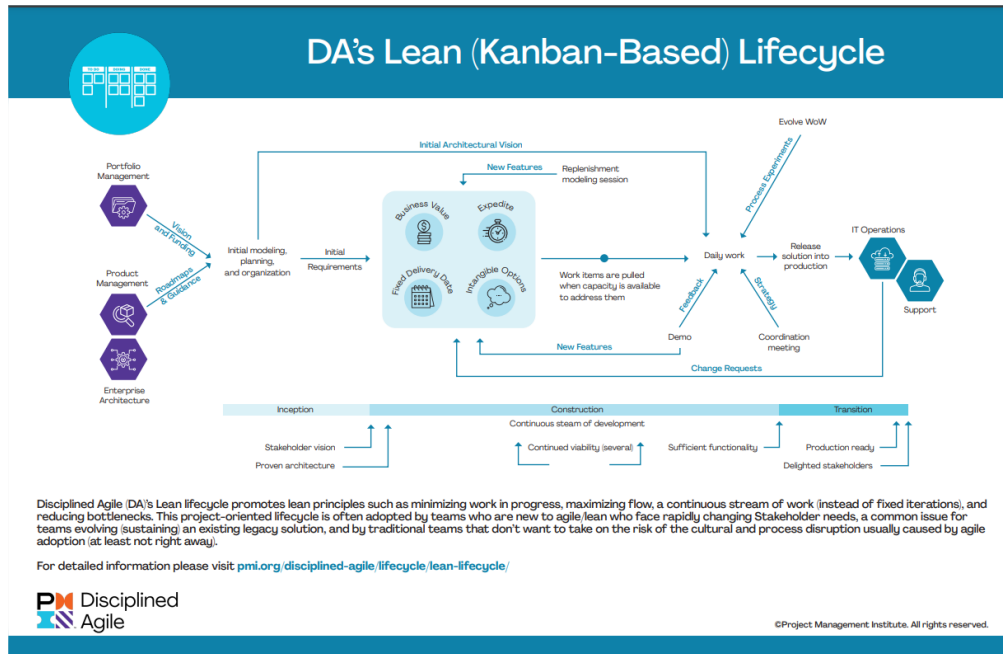 DA's Lean (Kanban-Based) Lifecycle
TO DO DOING DONE
Evolve WoW
Process Experiments
Initial Architectural Vision
New Features
Replenishment
modeling session
Portfolio
Management
Vision
and Funding
Business Value
Expedite
Fixed Delivery Date
Intangible Options
Initial modeling,
planning,
and organization
Initial
Requirements
Work items are pulled
when capacity is available
to address them
Daily work
Release
solution into
production
IT Operations
Support
Product
Management
Roadmaps
& Guidance
Enterprise
Architecture
Feedback
Strategy
Demo
Coordination
meeting
New Features
Change Requests
Inception
Construction
Transition
Continuous steam of development
Stakeholder vision
Continued viability (several)
Sufficient functionality
Production ready
Proven architecture
Delighted stakeholders
Disciplined Agile (DA)'s Lean lifecycle promotes lean principles such as minimizing work in progress, maximizing flow, a continuous stream of work (instead of fixed iterations), and
reducing bottlenecks. This project-oriented lifecycle is often adopted by teams who are new to agile/lean who face rapidly changing Stakeholder needs, a common issue for
teams evolving (sustaining) an existing legacy solution, and by traditional teams that don't want to take on the risk of the cultural and process disruption usually caused by agile
adoption (at least not right away).
For detailed information please visit pmi.org/disciplined-agile/lifecycle/lean-lifecycle/
Disciplined
Agile
©Project Management Institute. All rights reserved.